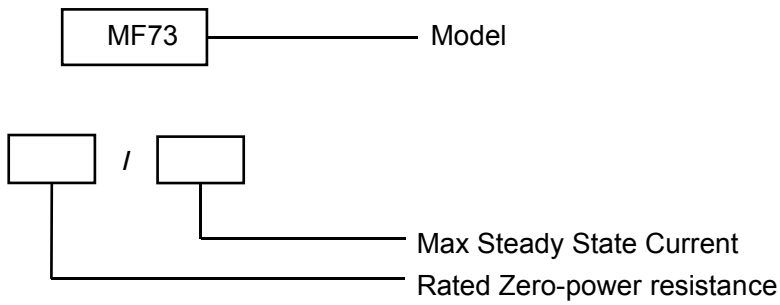 MF73 Model
/
Max Steady State Current
Rated Zero-power resistance